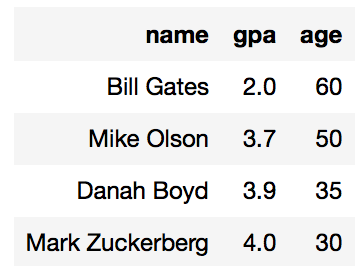 name gpa age
Bill Gates 2.0 60
Mike Olson 3.7 50
Danah Boyd 3.9 35
Mark Zuckerberg 4.0 30